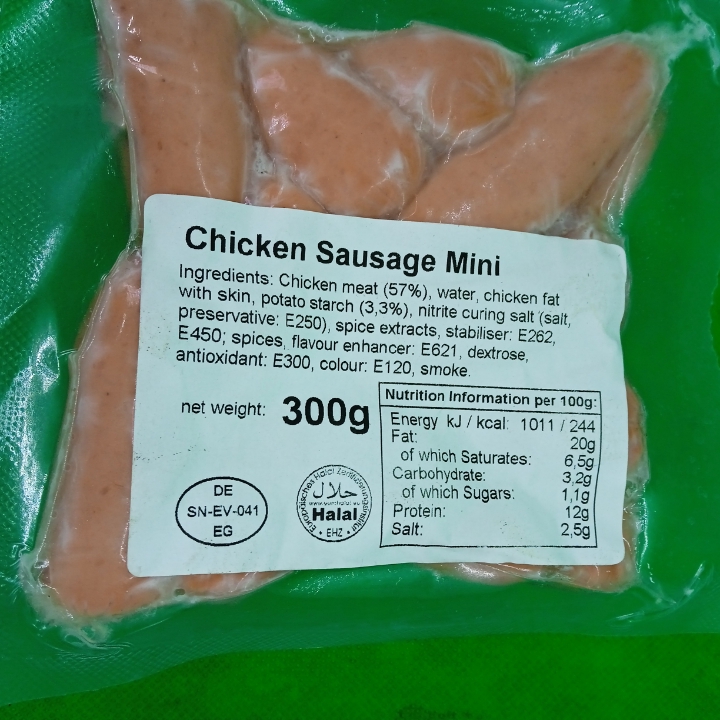 Chicken Sausage Mini
Ingredients: Chicken meat (57%), water, chicken fat
with skin, potato starch (3,3%), nitrite curing salt (salt,
preservative: E250), spice extracts, stabiliser: E262,
E450; spices, flavour enhancer: E621, dextrose,
antioxidant: E300, colour: E120, smoke.
net weight: 300g
Nutrition Information per 100g:
Energy kJ / kcal: 1011 / 244
Fat: 20g
of which Saturates: 6,5g
Carbohydrate: 3,2g
of which Sugars: 1,1g
Protein: 12g
Salt: 2,5g
DE
SN-EV-041
EG
حلال
Halal
EHZ